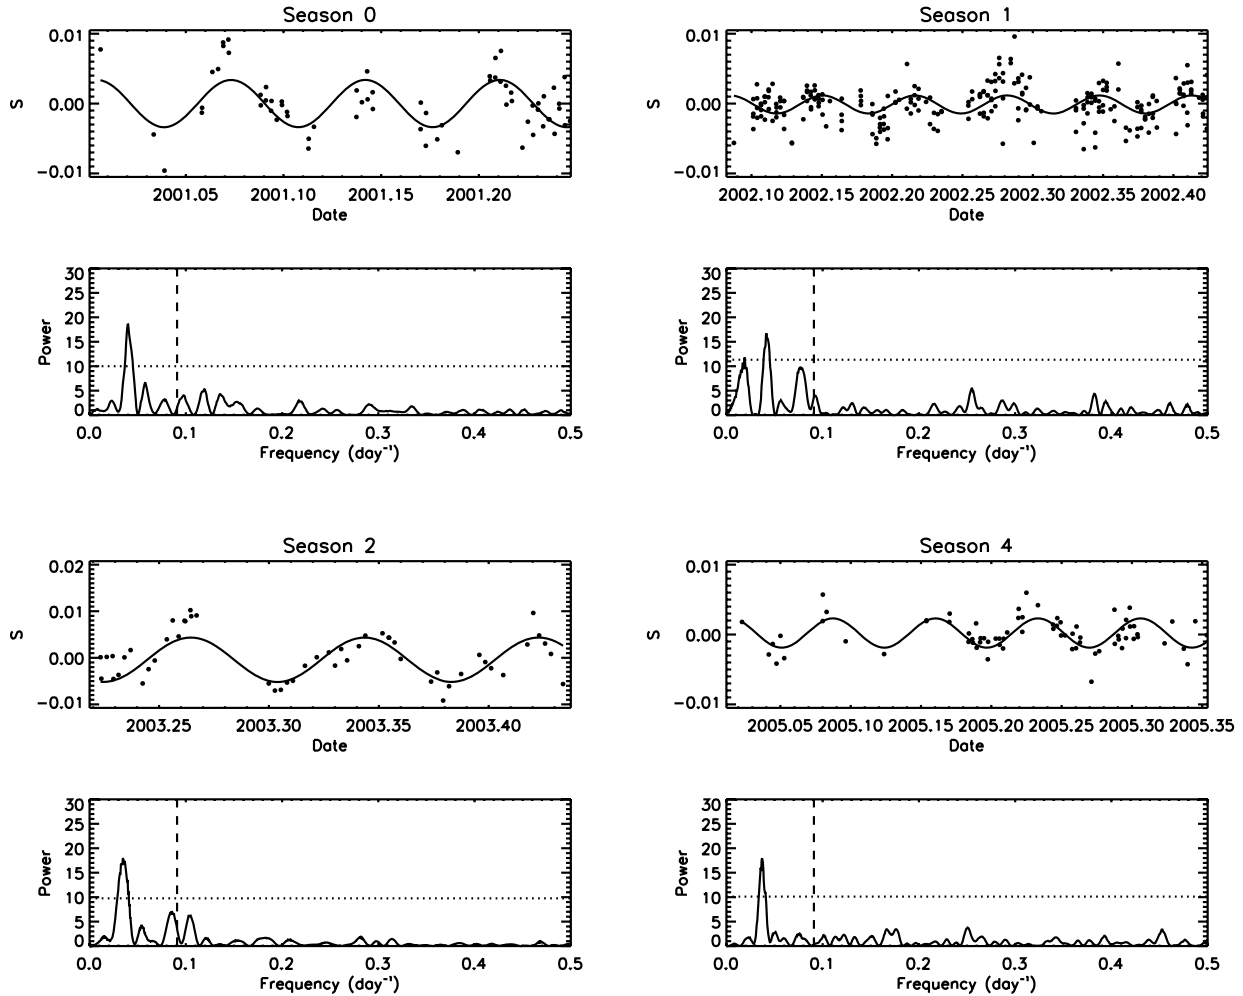 Season 0
0.01
0.00
-0.01
S
2001.05 2001.10 2001.15 2001.20
Date
30
25
20
15
10
5
0
Power
0.0 0.1 0.2 0.3 0.4 0.5
Frequency (day⁻¹)
Season 1
0.01
0.00
-0.01
S
2002.10 2002.15 2002.20 2002.25 2002.30 2002.35 2002.40
Date
30
25
20
15
10
5
0
Power
0.0 0.1 0.2 0.3 0.4 0.5
Frequency (day⁻¹)
Season 2
0.02
0.01
0.00
-0.01
S
2003.25 2003.30 2003.35 2003.40
Date
30
25
20
15
10
5
0
Power
0.0 0.1 0.2 0.3 0.4 0.5
Frequency (day⁻¹)
Season 4
0.01
0.00
-0.01
S
2005.05 2005.10 2005.15 2005.20 2005.25 2005.30 2005.35
Date
30
25
20
15
10
5
0
Power
0.0 0.1 0.2 0.3 0.4 0.5
Frequency (day⁻¹)